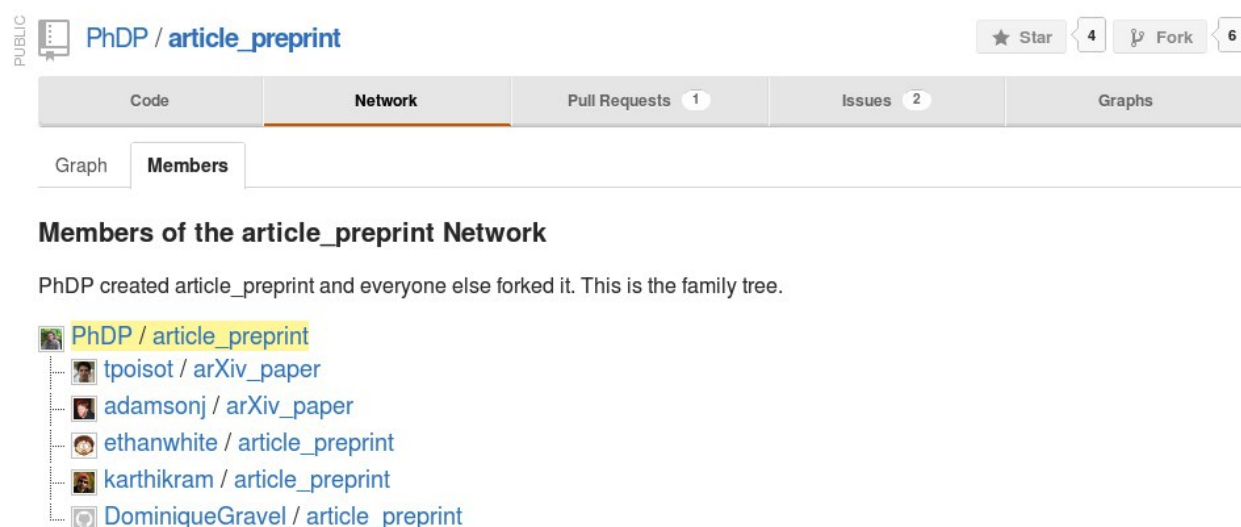 PUBLIC
PhDP / article_preprint
Star 4 Fork 6
Code Network Pull Requests 1 Issues 2 Graphs
Graph Members
Members of the article_preprint Network
PhDP created article_preprint and everyone else forked it. This is the family tree.
PhDP / article_preprint
tpoisot / arXiv_paper
adamsonj / arXiv_paper
ethanwhite / article_preprint
karthikram / article_preprint
DominiqueGravel / article_preprint